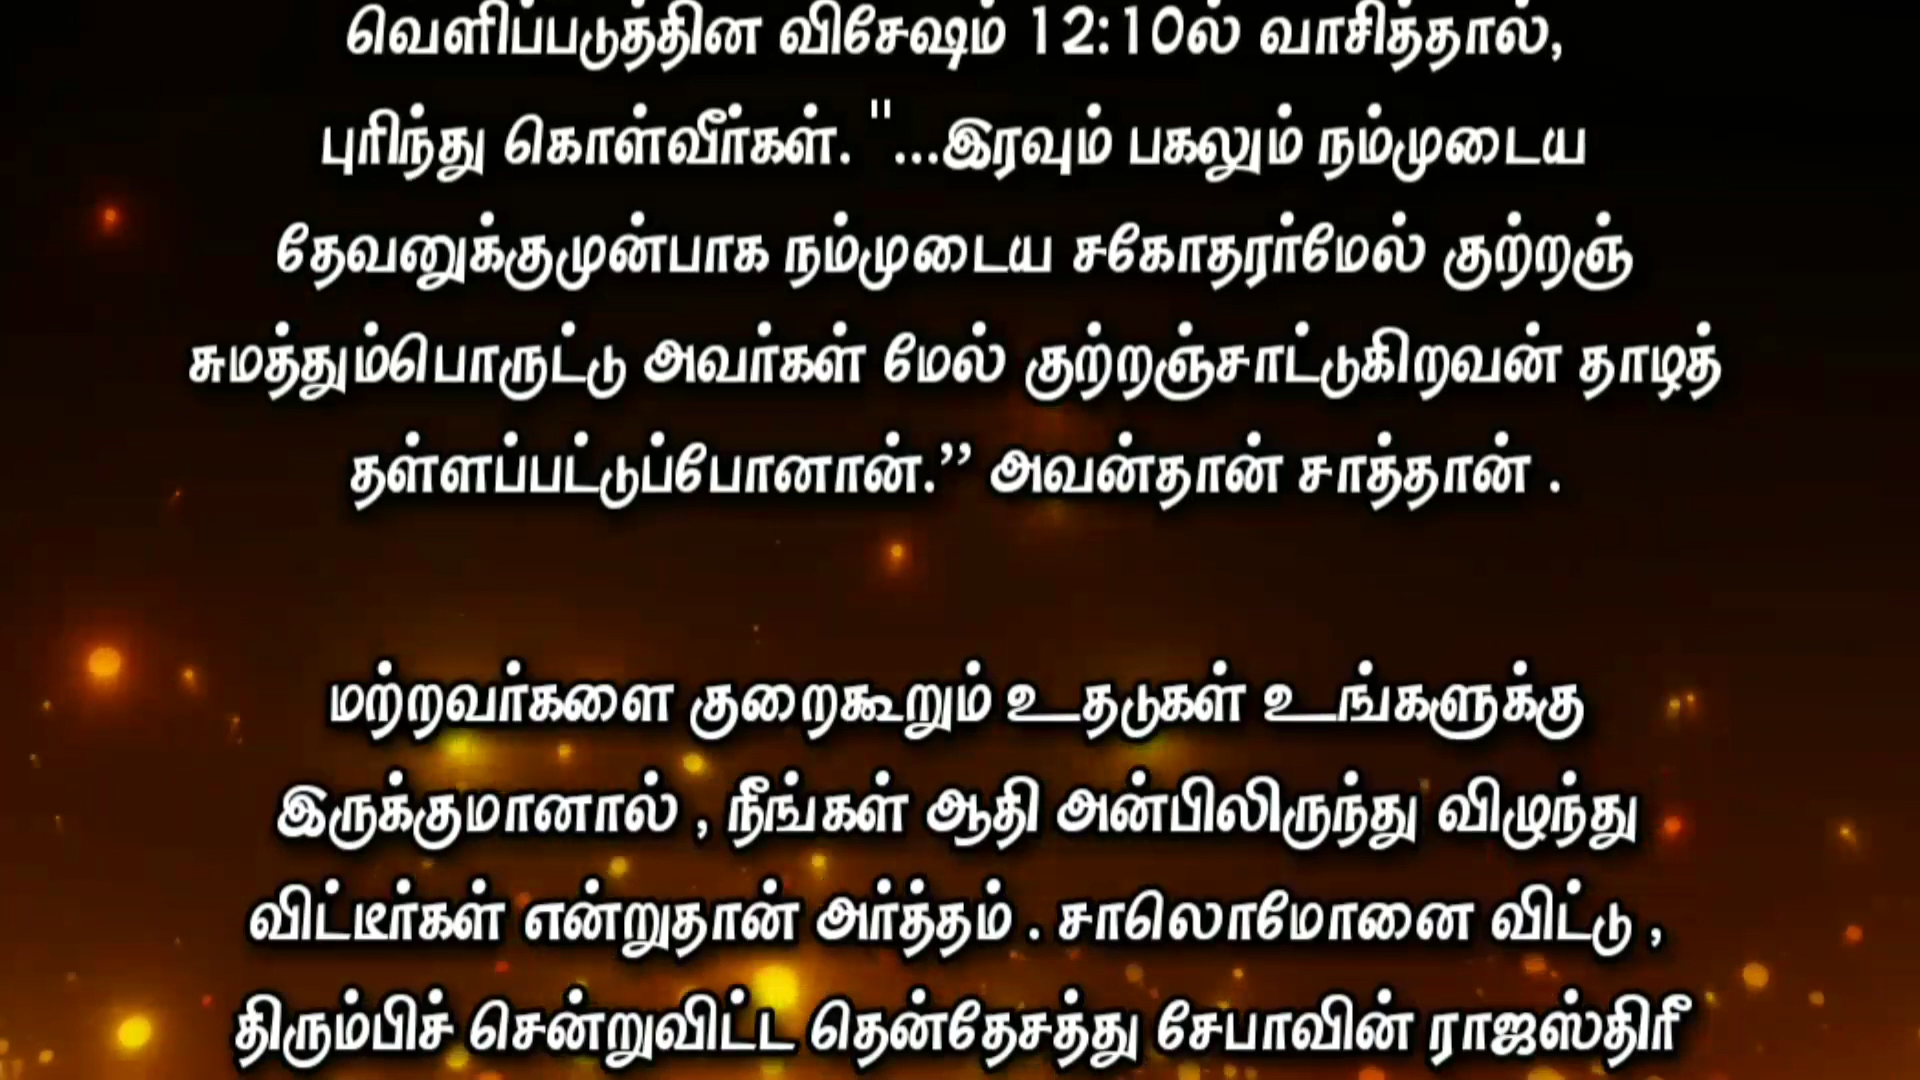 வெளிப்படுத்தின விசேஷம் 12:10ல் வாசித்தால்,
புரிந்து கொள்வீர்கள். "...இரவும் பகலும் நம்முடைய
தேவனுக்குமுன்பாக நம்முடைய சகோதரர்மேல் குற்றஞ்
சுமத்தும்பொருட்டு அவர்கள் மேல் குற்றஞ்சாட்டுகிறவன் தாழத்
தள்ளப்பட்டுப்போனான்.’’ அவன்தான் சாத்தான் .
மற்றவர்களை குறைகூறும் உதடுகள் உங்களுக்கு
இருக்குமானால் , நீங்கள் ஆதி அன்பிலிருந்து விழுந்து
விட்டீர்கள் என்றுதான் அர்த்தம் . சாலொமோனை விட்டு ,
திரும்பிச் சென்றுவிட்ட தென்தேசத்து சேபாவின் ராஜஸ்திரீ